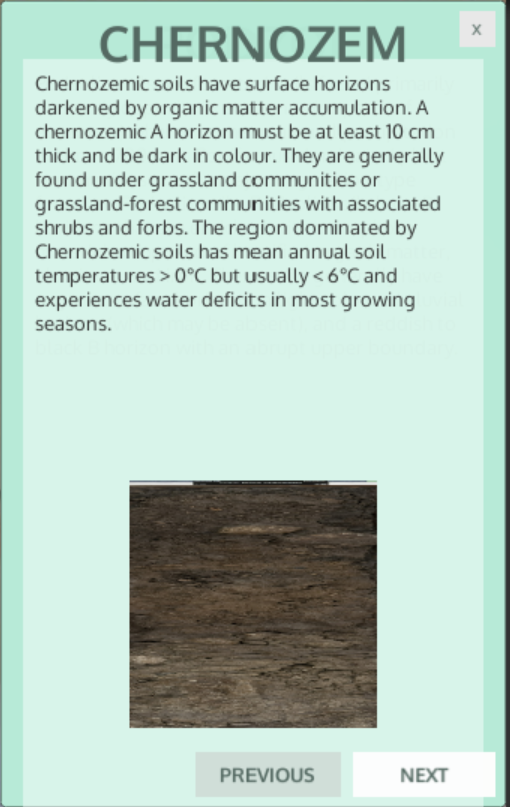 CHERNOZEM
x
Chernozemic soils have surface horizons
darkened by organic matter accumulation. A
chernozemic A horizon must be at least 10 cm
thick and be dark in colour. They are generally
found under grassland communities or
grassland-forest communities with associated
shrubs and forbs. The region dominated by
Chernozemic soils has mean annual soil
temperatures > 0°C but usually < 6°C and
experiences water deficits in most growing
seasons.
PREVIOUS
NEXT